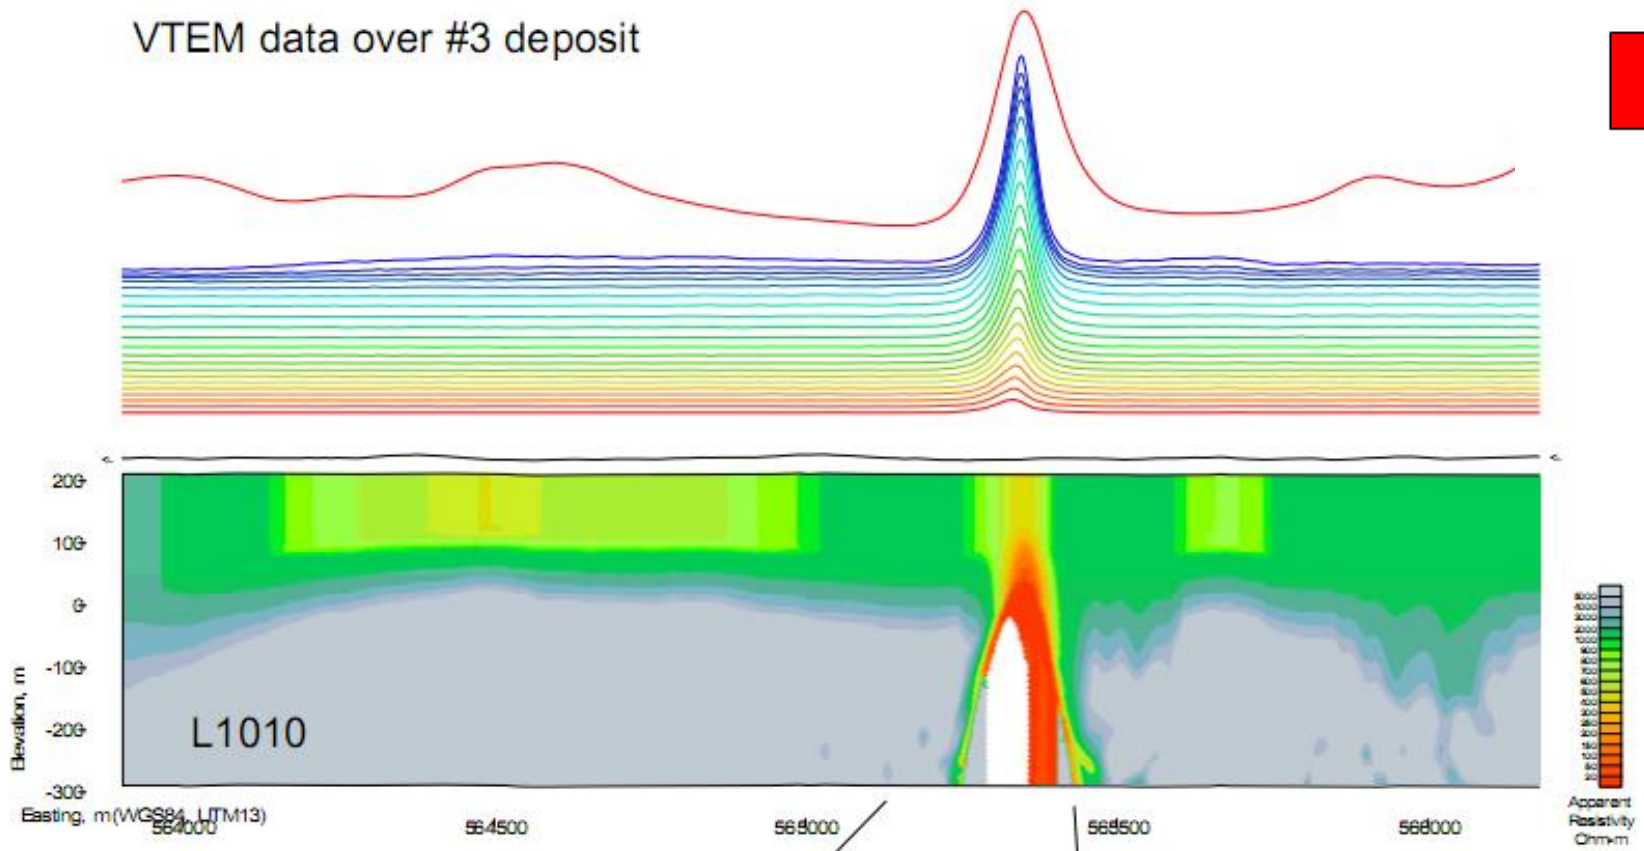 VTEM data over #3 deposit
200
100
0
-100
-200
-300
Elevation, m
L1010
Easting, m (WGS84, UTM13)
564000
564500
565000
565500
566000
Apparent
Resistivity
Ohm-m